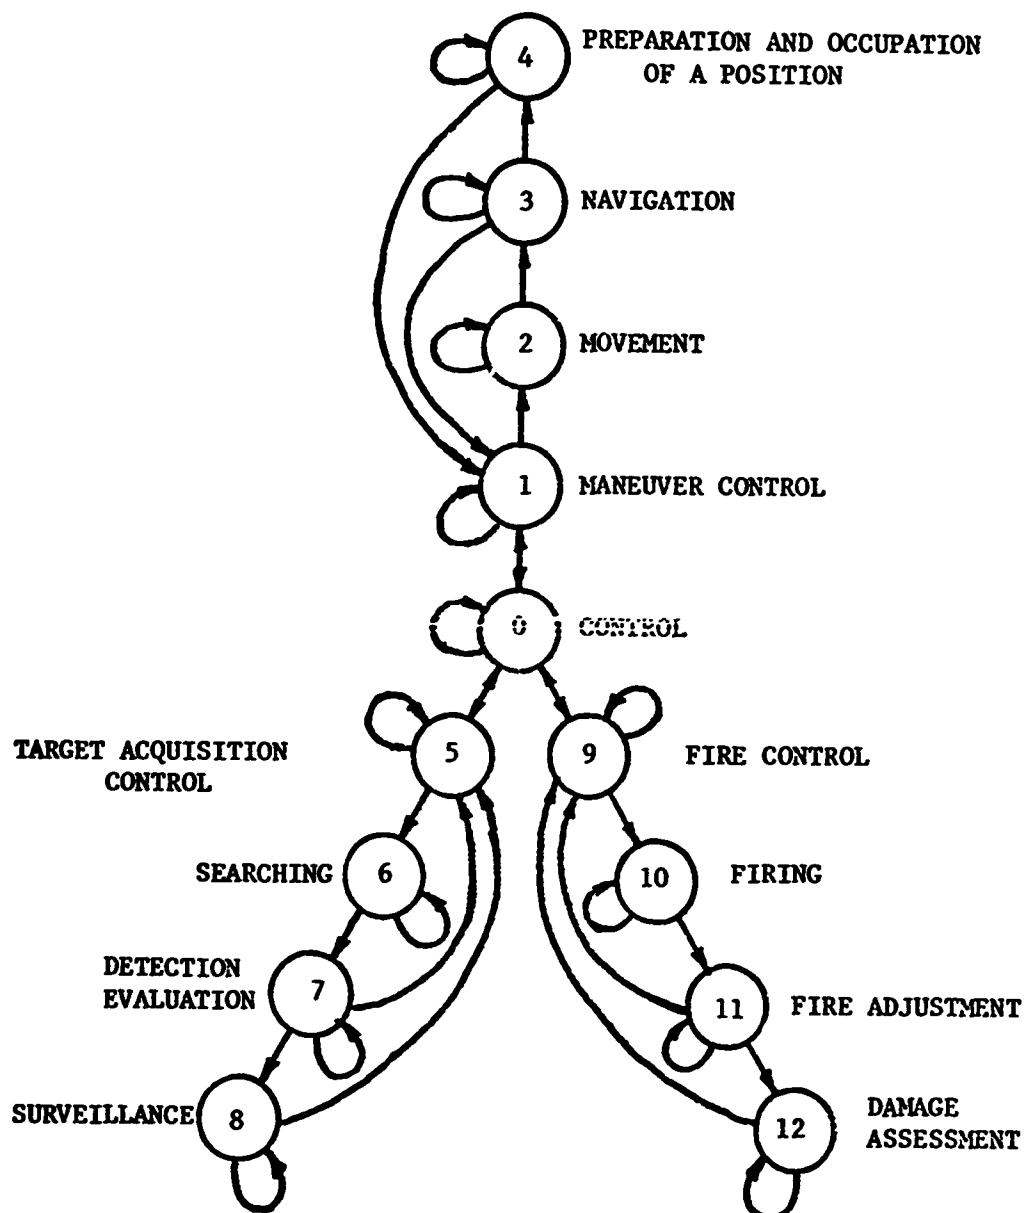 4
PREPARATION AND OCCUPATION
OF A POSITION
3
NAVIGATION
2
MOVEMENT
1
MANEUVER CONTROL
0
CONTROL
TARGET ACQUISITION
CONTROL
5
9
FIRE CONTROL
SEARCHING
6
10
FIRING
DETECTION
EVALUATION
7
11
FIRE ADJUSTMENT
SURVEILLANCE
8
12
DAMAGE
ASSESSMENT